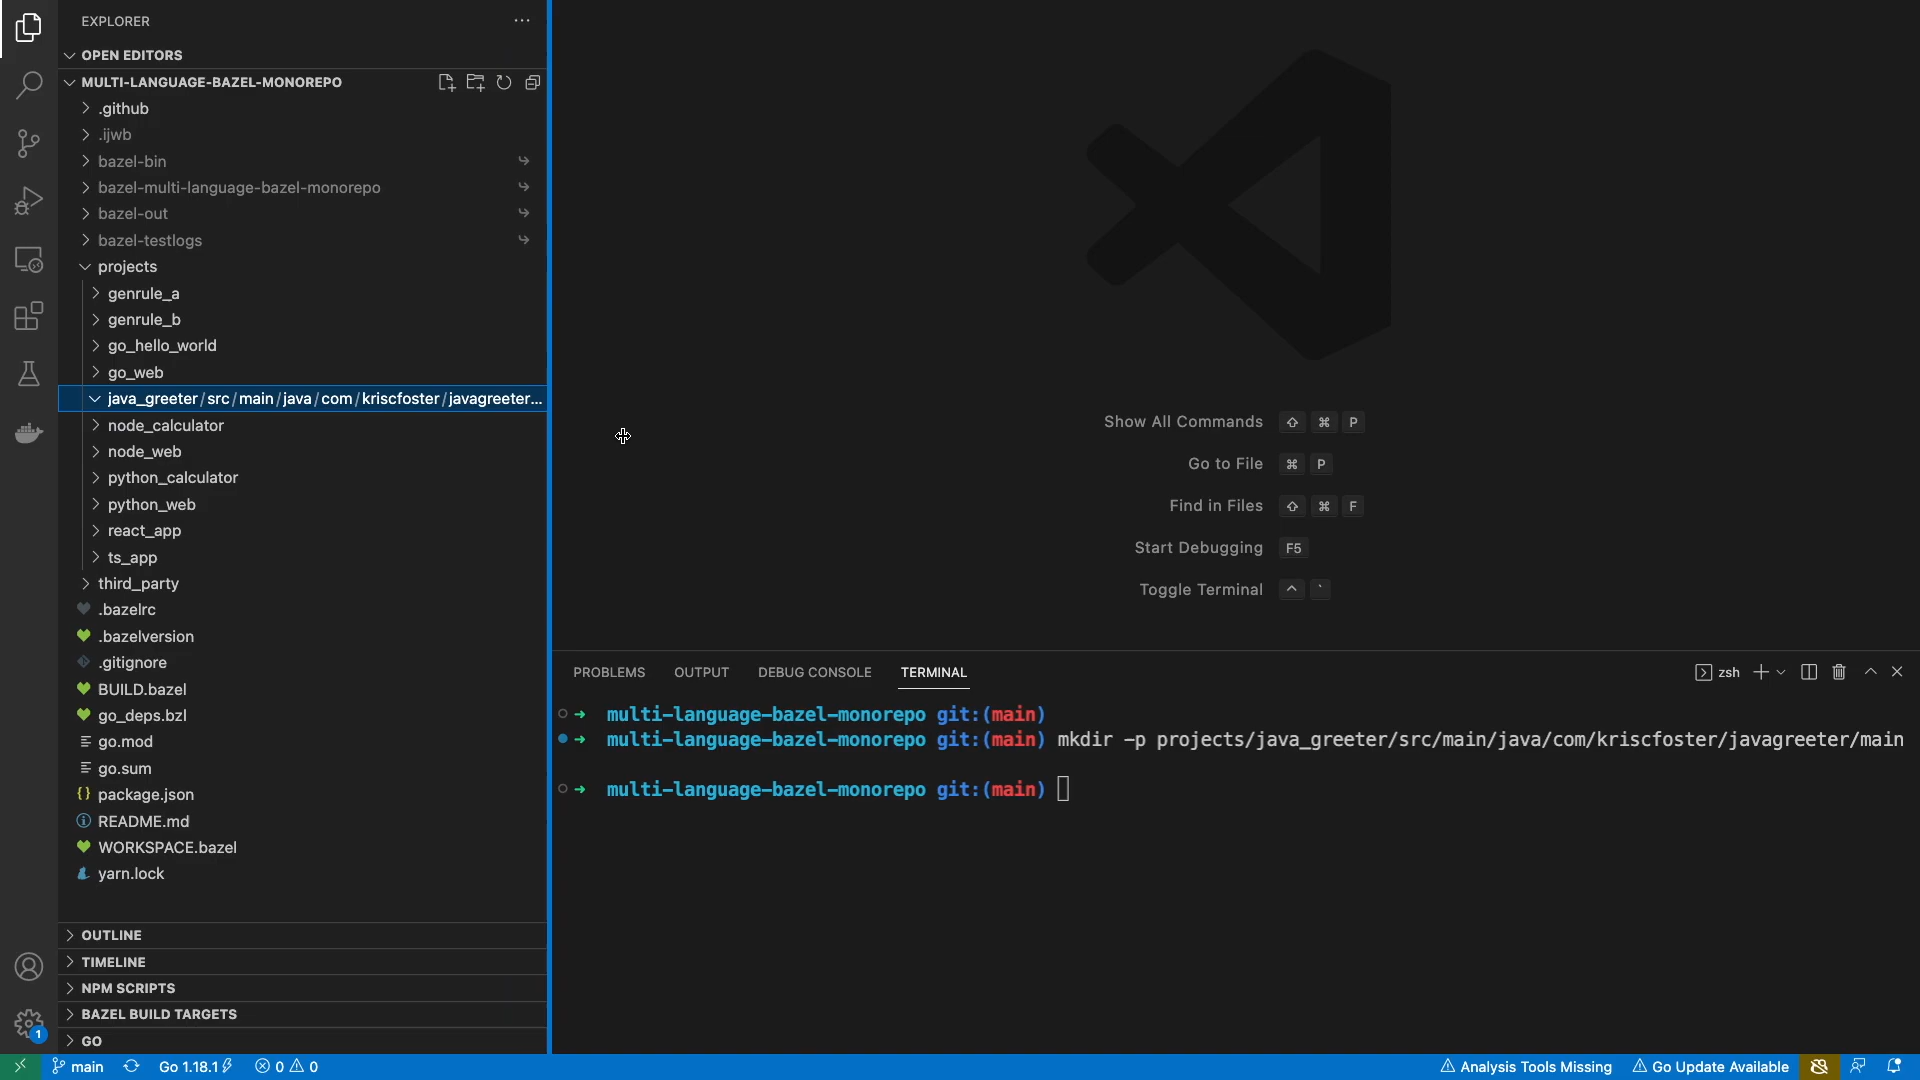 EXPLORER
OPEN EDITORS
MULTI-LANGUAGE-BAZEL-MONOREPO
.github
.ijwb
bazel-bin
bazel-multi-language-bazel-monorepo
bazel-out
bazel-testlogs
projects
genrule_a
genrule_b
go_hello_world
go_web
java_greeter/src/main/java/com/kriscfoster/javagreeter...
node_calculator
node_web
python_calculator
python_web
react_app
ts_app
third_party
.bazelrc
.bazelversion
.gitignore
BUILD.bazel
go_deps.bzl
go.mod
go.sum
package.json
README.md
WORKSPACE.bazel
yarn.lock
OUTLINE
TIMELINE
NPM SCRIPTS
BAZEL BUILD TARGETS
GO
Show All Commands ⇧ ⌘ P
Go to File ⌘ P
Find in Files ⇧ ⌘ F
Start Debugging F5
Toggle Terminal ^ `
PROBLEMS OUTPUT DEBUG CONSOLE TERMINAL zsh
→ multi-language-bazel-monorepo git:(main)
→ multi-language-bazel-monorepo git:(main) mkdir -p projects/java_greeter/src/main/java/com/kriscfoster/javagreeter/main
→ multi-language-bazel-monorepo git:(main)
1
main Go 1.18.1 0 0 Analysis Tools Missing Go Update Available